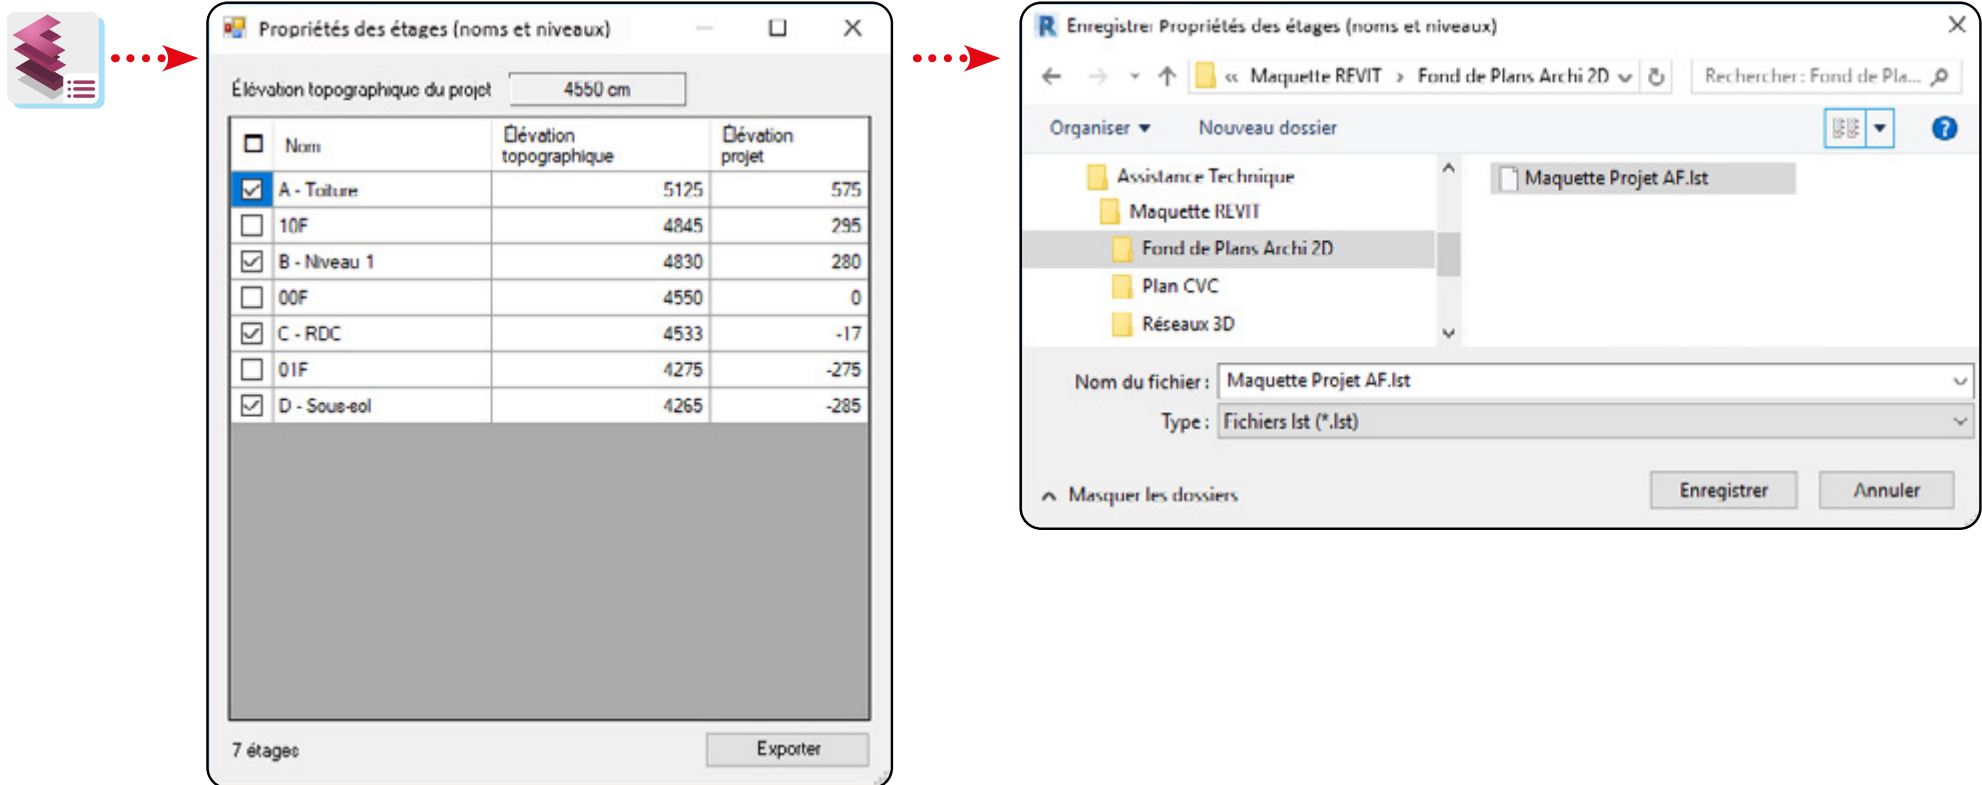 Propriétés des étages (noms et niveaux)
Élévation topographique du projet 4550 cm
Nom Élévation topographique Élévation projet
A - Toiture 5125 575
10F 4845 295
B - Niveau 1 4830 280
00F 4550 0
C - RDC 4533 -17
01F 4275 -275
D - Sous-sol 4265 -285
7 étages Exporter
R Enregistrer Propriétés des étages (noms et niveaux)
« Maquette REVIT › Fond de Plans Archi 2D Rechercher : Fond de Pla...
Organiser Nouveau dossier ?
Assistance Technique
Maquette REVIT
Fond de Plans Archi 2D
Plan CVC
Réseaux 3D
Maquette Projet AF.lst
Nom du fichier : Maquette Projet AF.lst
Type : Fichiers lst (*.lst)
Masquer les dossiers Enregistrer Annuler